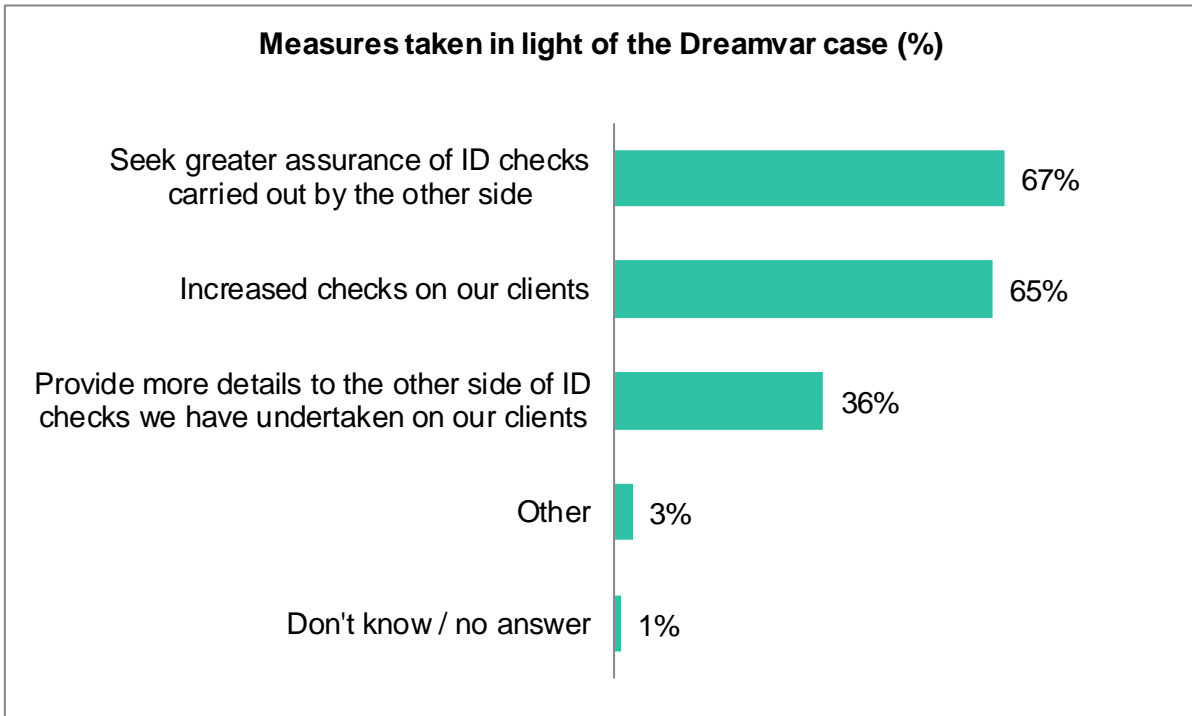 Measures taken in light of the Dreamvar case (%)
Seek greater assurance of ID checks
carried out by the other side
67%
Increased checks on our clients
65%
Provide more details to the other side of ID
checks we have undertaken on our clients
36%
Other
3%
Don't know / no answer
1%